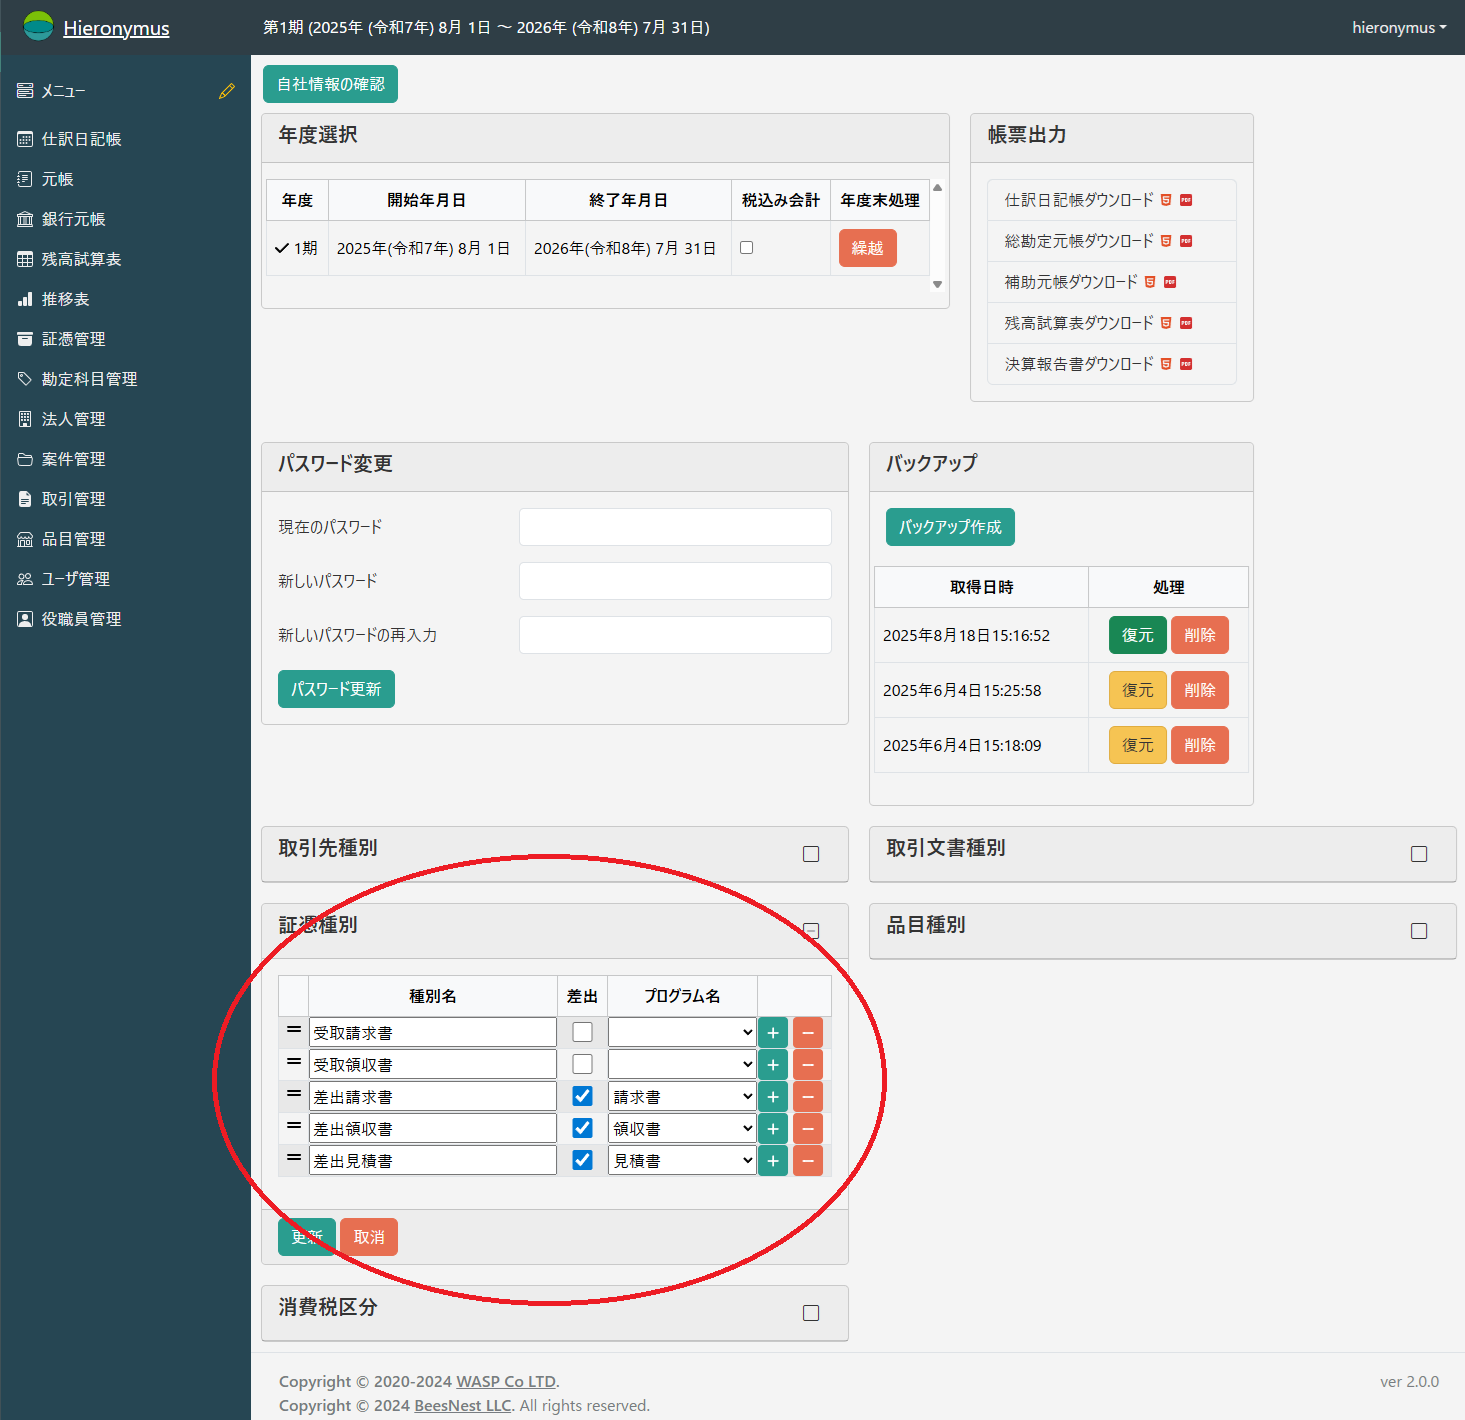 Hieronymus
第1期 (2025年 (令和7年) 8月 1日 ～ 2026年 (令和8年) 7月 31日)
hieronymus
メニュー
仕訳日記帳
元帳
銀行元帳
残高試算表
推移表
証憑管理
勘定科目管理
法人管理
案件管理
取引管理
品目管理
ユーザ管理
役職員管理
自社情報の確認
年度選択
年度 開始年月日 終了年月日 税込み会計 年度末処理
1期 2025年(令和7年) 8月 1日 2026年(令和8年) 7月 31日 繰越
帳票出力
仕訳日記帳ダウンロード
総勘定元帳ダウンロード
補助元帳ダウンロード
残高試算表ダウンロード
決算報告書ダウンロード
パスワード変更
現在のパスワード
新しいパスワード
新しいパスワードの再入力
パスワード更新
バックアップ
バックアップ作成
取得日時 処理
2025年8月18日15:16:52 復元 削除
2025年6月4日15:25:58 復元 削除
2025年6月4日15:18:09 復元 削除
取引先種別
取引文書種別
証憑種別
品目種別
種別名 差出 プログラム名
受取請求書 + −
受取領収書 + −
差出請求書 請求書 + −
差出領収書 領収書 + −
差出見積書 見積書 + −
更新 取消
消費税区分
Copyright © 2020-2024 WASP Co LTD.
Copyright © 2024 BeesNest LLC. All rights reserved.
ver 2.0.0